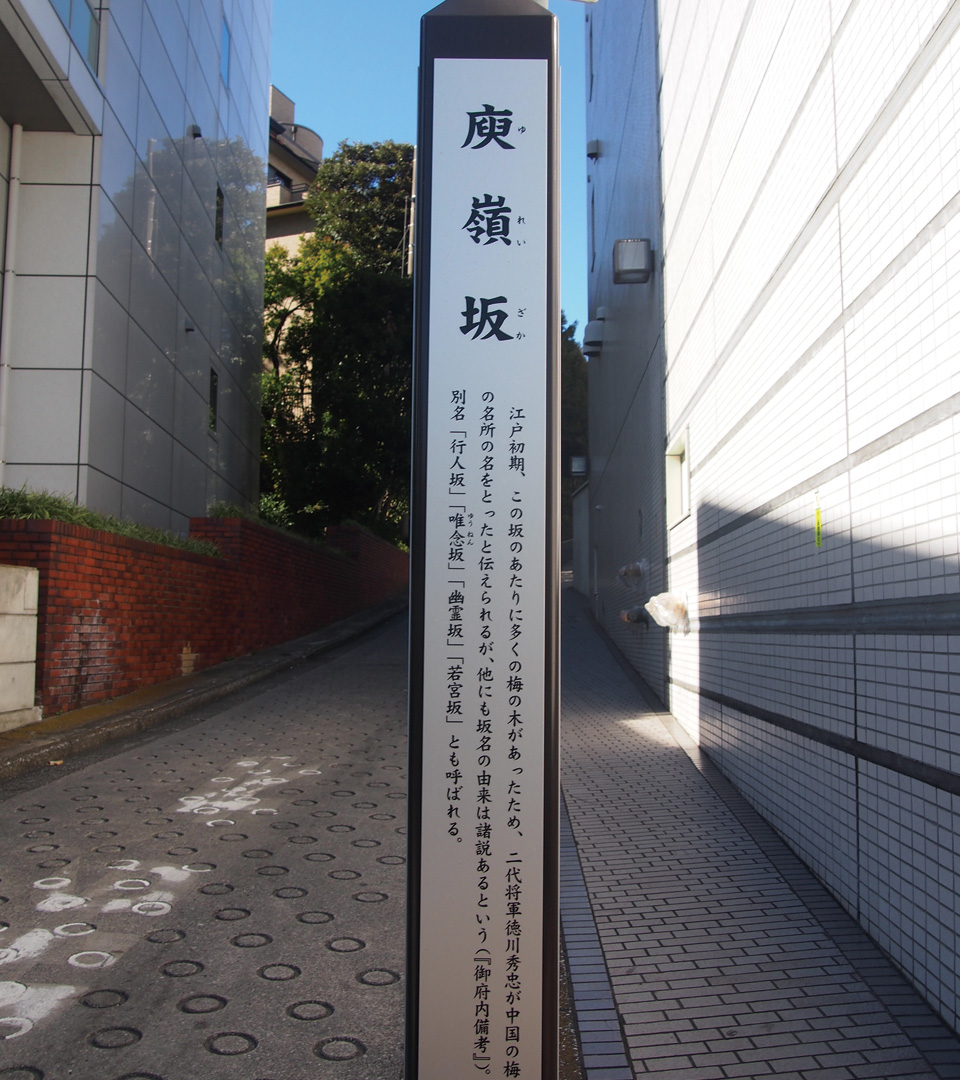 庾嶺坂
ゆれいざか
江戸初期、この坂のあたりに多くの梅の木があったため、二代将軍徳川秀忠が中国の梅
の名所の名をとったと伝えられるが、他にも坂名の由来は諸説あるという(『御府内備考』)。
別名「行人坂」「唯念坂」「幽霊坂」「若宮坂」とも呼ばれる。
ゆうねん